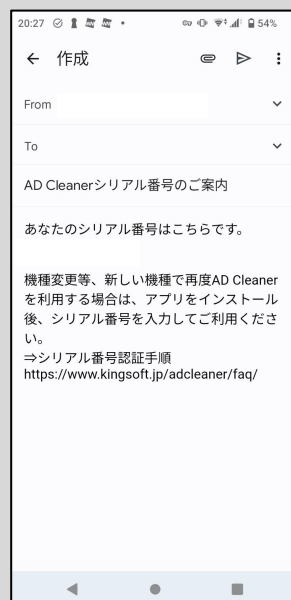 20:27 54%
作成
From
To
AD Cleanerシリアル番号のご案内
あなたのシリアル番号はこちらです。
機種変更等、新しい機種で再度AD Cleaner
を利用する場合は、アプリをインストール
後、シリアル番号を入力してご利用くださ
い。
⇒シリアル番号認証手順
https://www.kingsoft.jp/adcleaner/faq/